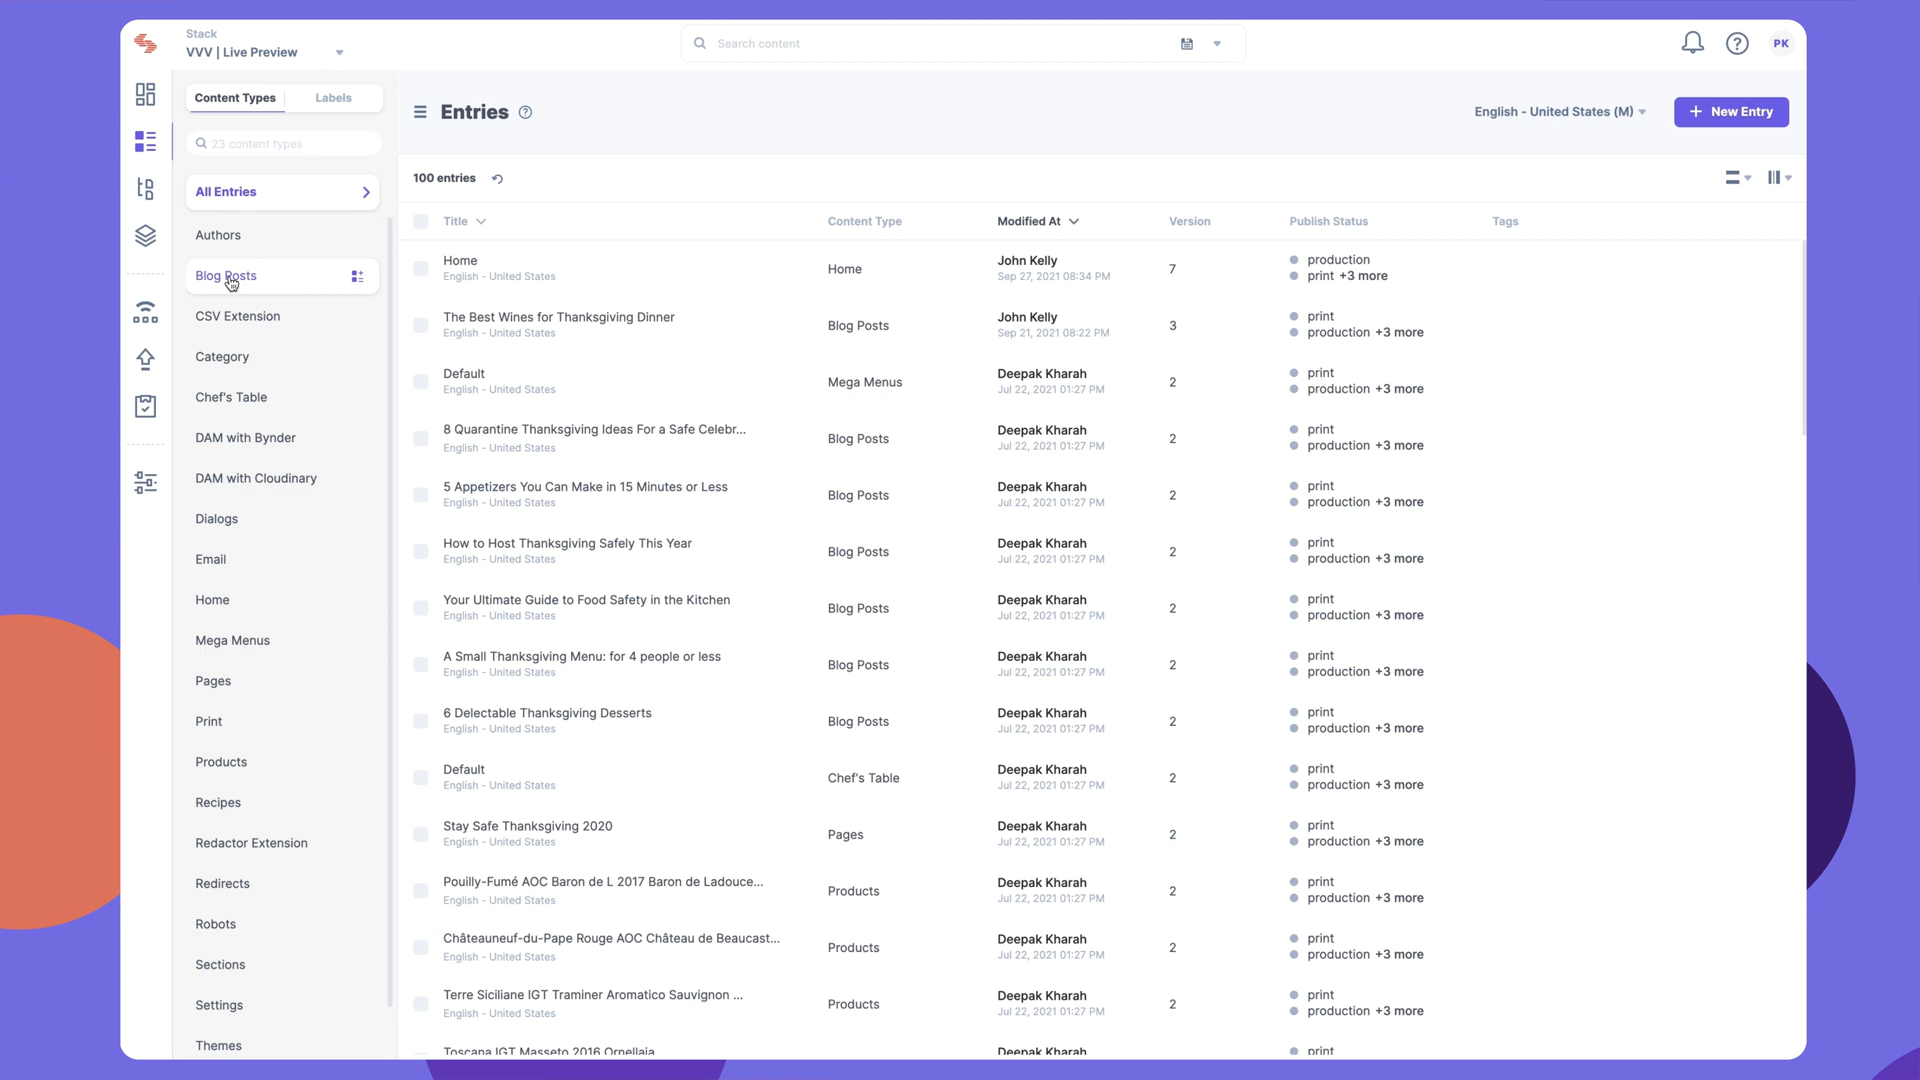 Stack
VVV | Live Preview
Search content
PK
Content Types
Labels
23 content types
All Entries
Authors
Blog Posts
CSV Extension
Category
Chef's Table
DAM with Bynder
DAM with Cloudinary
Dialogs
Email
Home
Mega Menus
Pages
Print
Products
Recipes
Redactor Extension
Redirects
Robots
Sections
Settings
Themes
Entries
English - United States (M)
+ New Entry
100 entries
Title Content Type Modified At Version Publish Status Tags
Home Home John Kelly 7 production
English - United States Sep 27, 2021 08:34 PM print +3 more
The Best Wines for Thanksgiving Dinner Blog Posts John Kelly 3 print
English - United States Sep 21, 2021 08:22 PM production +3 more
Default Mega Menus Deepak Kharah 2 print
English - United States Jul 22, 2021 01:27 PM production +3 more
8 Quarantine Thanksgiving Ideas For a Safe Celebr... Blog Posts Deepak Kharah 2 print
English - United States Jul 22, 2021 01:27 PM production +3 more
5 Appetizers You Can Make in 15 Minutes or Less Blog Posts Deepak Kharah 2 print
English - United States Jul 22, 2021 01:27 PM production +3 more
How to Host Thanksgiving Safely This Year Blog Posts Deepak Kharah 2 print
English - United States Jul 22, 2021 01:27 PM production +3 more
Your Ultimate Guide to Food Safety in the Kitchen Blog Posts Deepak Kharah 2 print
English - United States Jul 22, 2021 01:27 PM production +3 more
A Small Thanksgiving Menu: for 4 people or less Blog Posts Deepak Kharah 2 print
English - United States Jul 22, 2021 01:27 PM production +3 more
6 Delectable Thanksgiving Desserts Blog Posts Deepak Kharah 2 print
English - United States Jul 22, 2021 01:27 PM production +3 more
Default Chef's Table Deepak Kharah 2 print
English - United States Jul 22, 2021 01:27 PM production +3 more
Stay Safe Thanksgiving 2020 Pages Deepak Kharah 2 print
English - United States Jul 22, 2021 01:27 PM production +3 more
Pouilly-Fumé AOC Baron de L 2017 Baron de Ladouce... Products Deepak Kharah 2 print
English - United States Jul 22, 2021 01:27 PM production +3 more
Châteauneuf-du-Pape Rouge AOC Château de Beaucast... Products Deepak Kharah 2 print
English - United States Jul 22, 2021 01:27 PM production +3 more
Terre Siciliane IGT Traminer Aromatico Sauvignon ... Products Deepak Kharah 2 print
English - United States Jul 22, 2021 01:27 PM production +3 more
Toscana IGT Masseto 2016 Ornellaia Deepak Kharah print